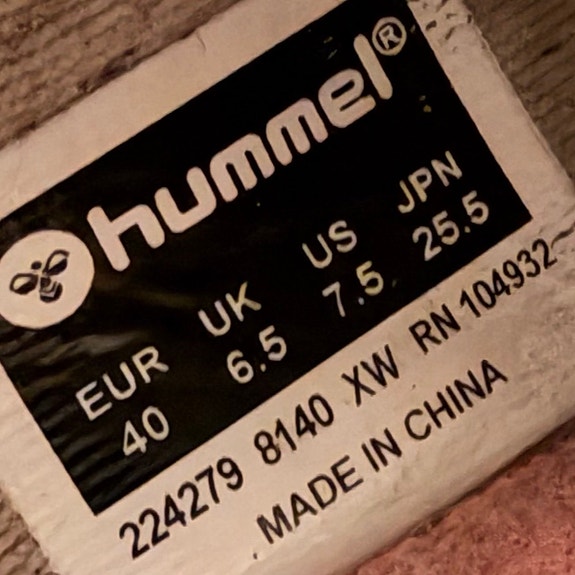 hummel®
EUR UK US JPN
40 6.5 7.5 25.5
224279 8140 XW RN 104932
MADE IN CHINA